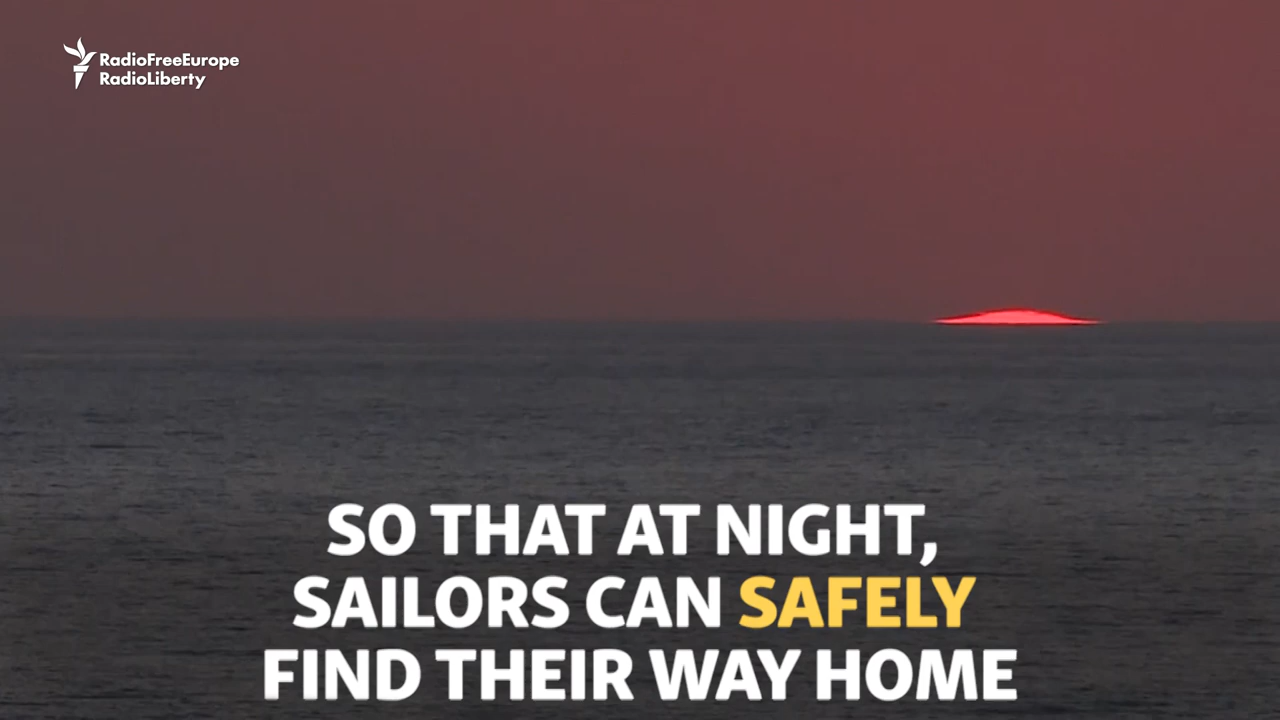 RadioFreeEurope
RadioLiberty
SO THAT AT NIGHT,
SAILORS CAN SAFELY
FIND THEIR WAY HOME